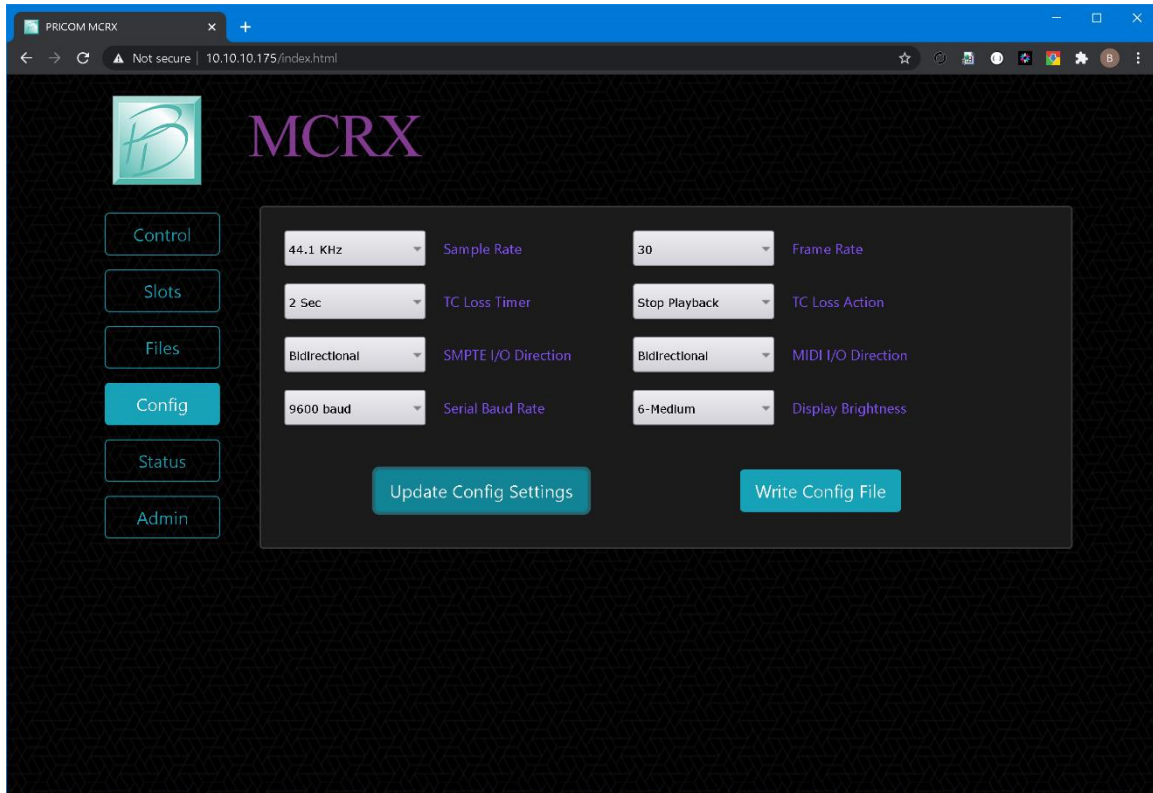 PRICOM MCRX
Not secure | 10.10.10.175/index.html
B
MCRX
Control
Slots
Files
Config
Status
Admin
44.1 KHz Sample Rate 30 Frame Rate
2 Sec TC Loss Timer Stop Playback TC Loss Action
Bidirectional SMPTE I/O Direction Bidirectional MIDI I/O Direction
9600 baud Serial Baud Rate 6-Medium Display Brightness
Update Config Settings Write Config File